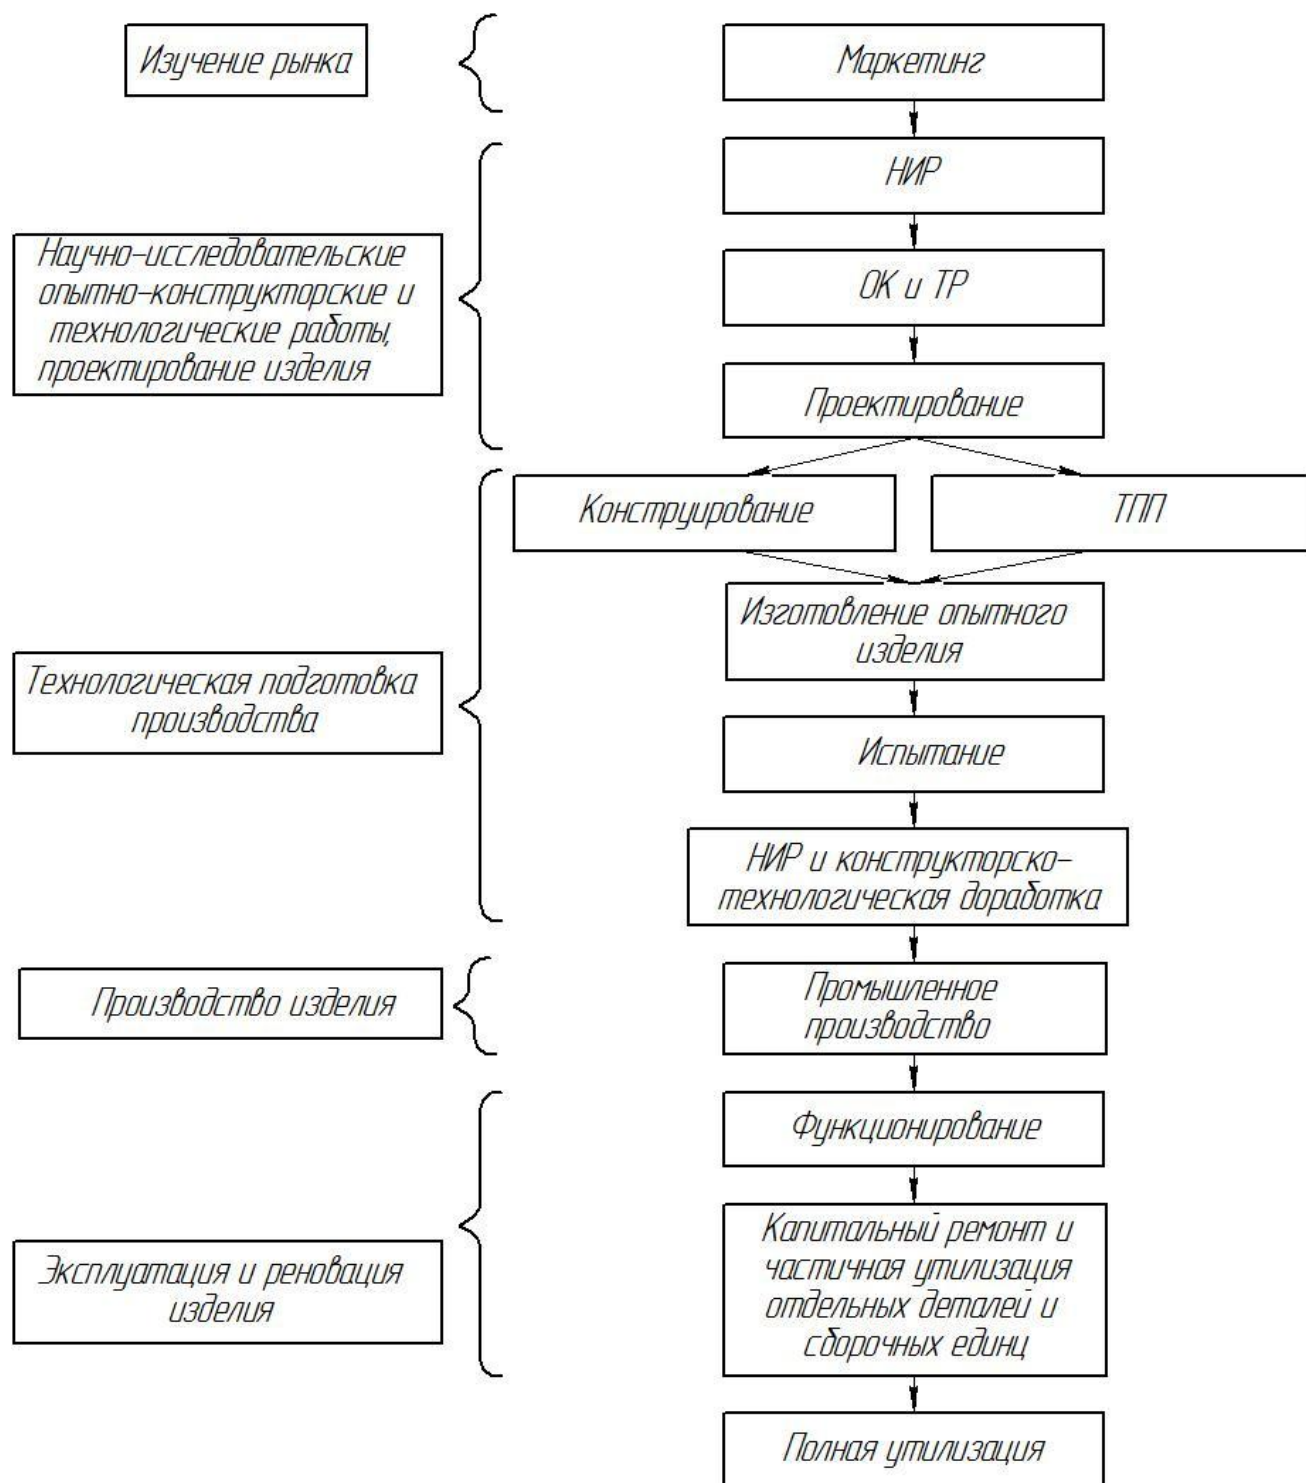 Изучение рынка
Маркетинг
НИР
Научно-исследовательские
опытно-конструкторские и
технологические работы,
проектирование изделия
ОК и ТР
Проектирование
Конструирование
ТПП
Изготовление опытного
изделия
Технологическая подготовка
производства
Испытание
НИР и конструкторско-
технологическая доработка
Производство изделия
Промышленное
производство
Функционирование
Эксплуатация и реновация
изделия
Капитальный ремонт и
частичная утилизация
отдельных деталей и
сборочных единц
Полная утилизация